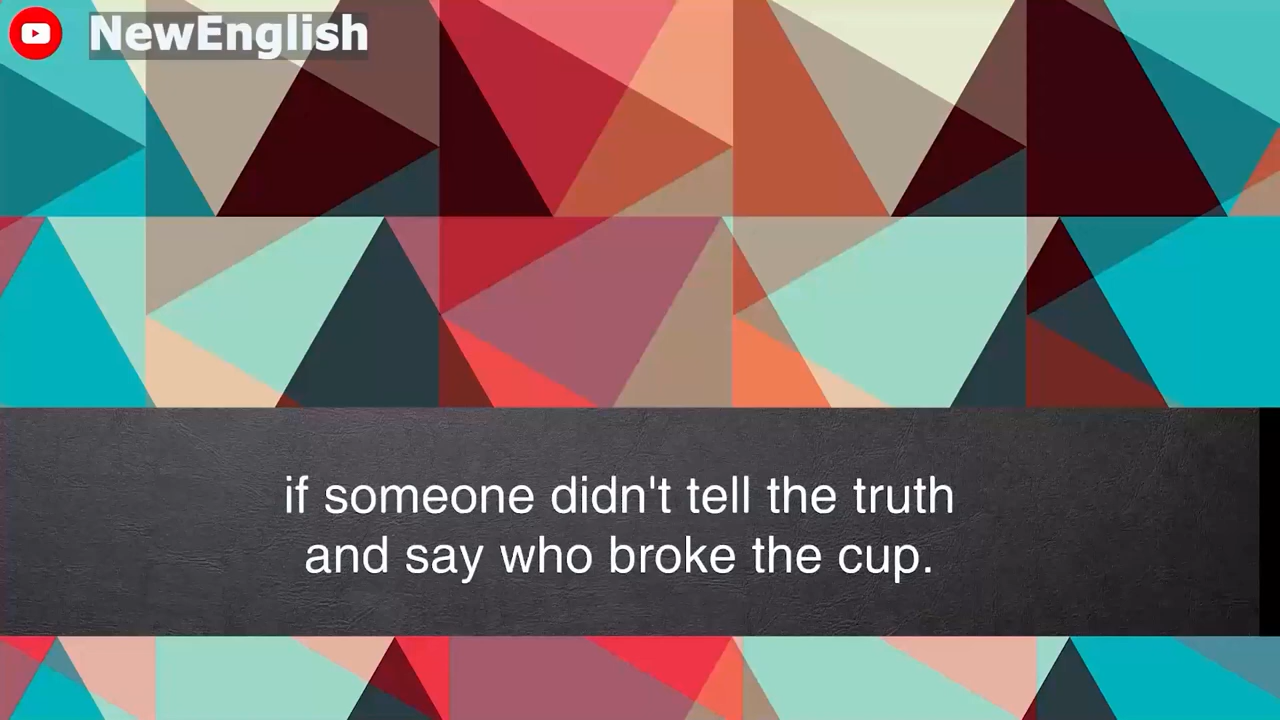 NewEnglish
if someone didn't tell the truth
and say who broke the cup.